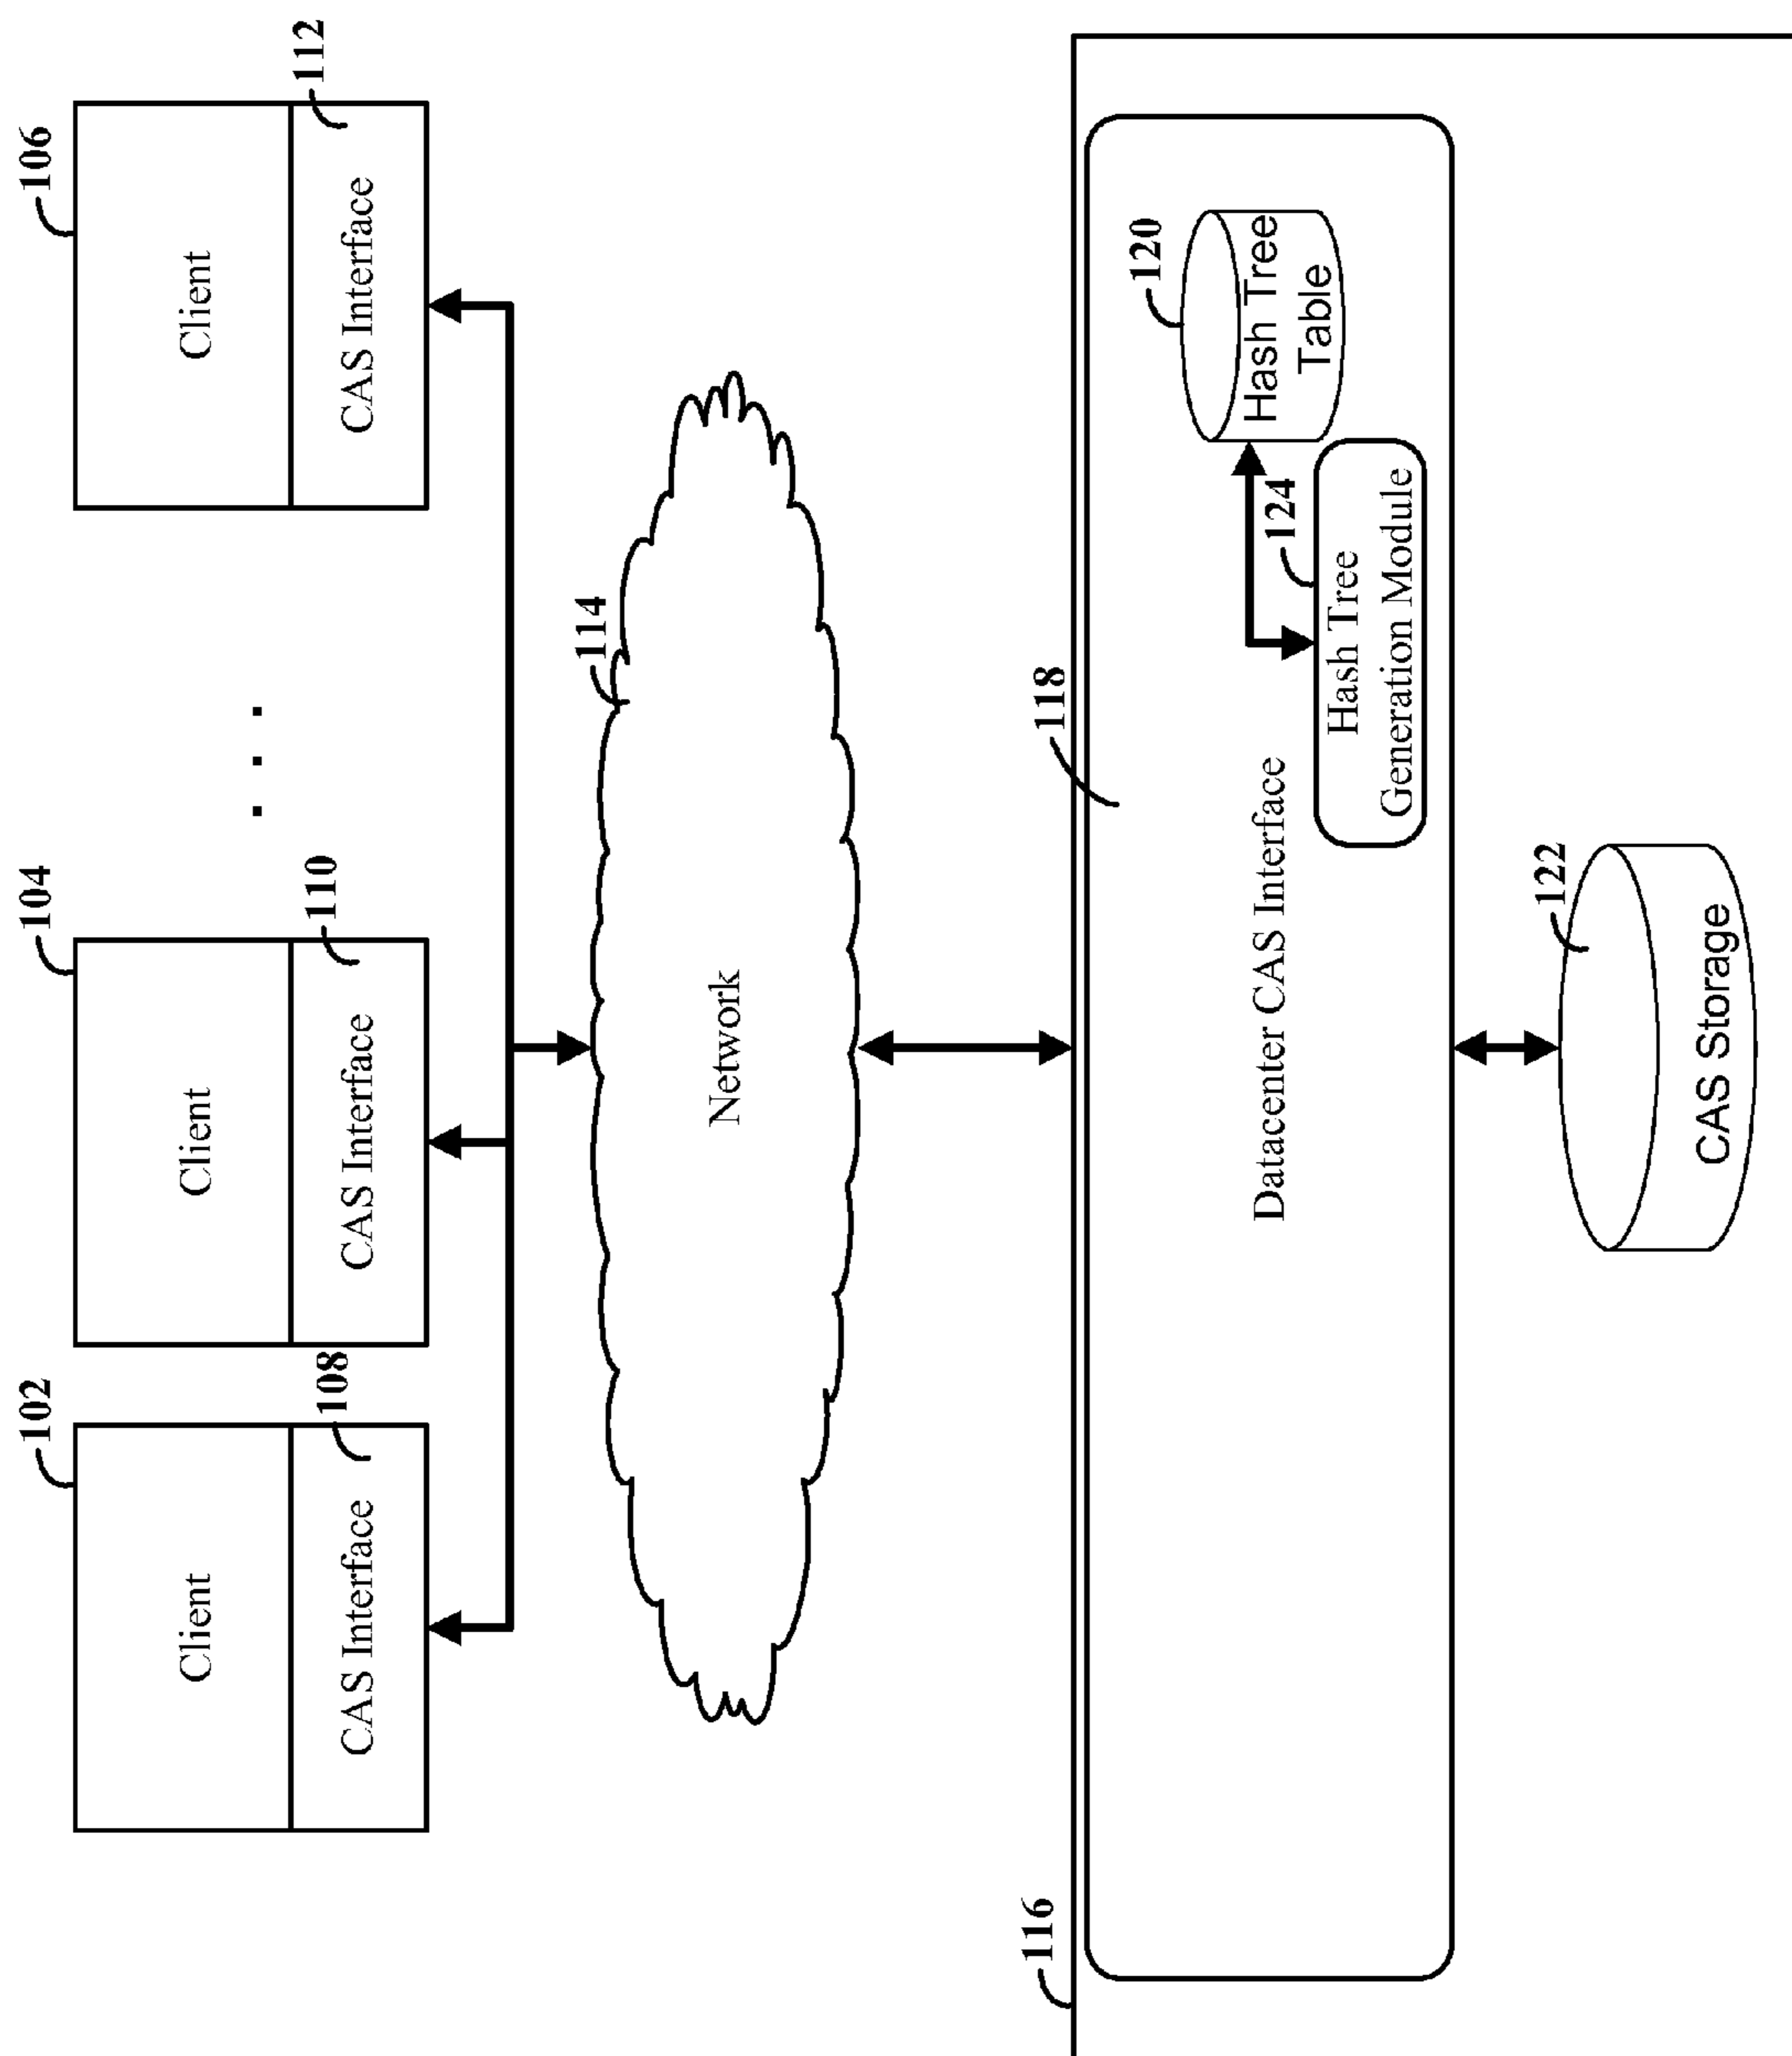 102
104
106
Client
Client
. . .
Client
108
110
112
CAS Interface
CAS Interface
CAS Interface
114
Network
116
118
120
Datacenter CAS Interface
Hash Tree
Table
124
Hash Tree
Generation Module
122
CAS Storage